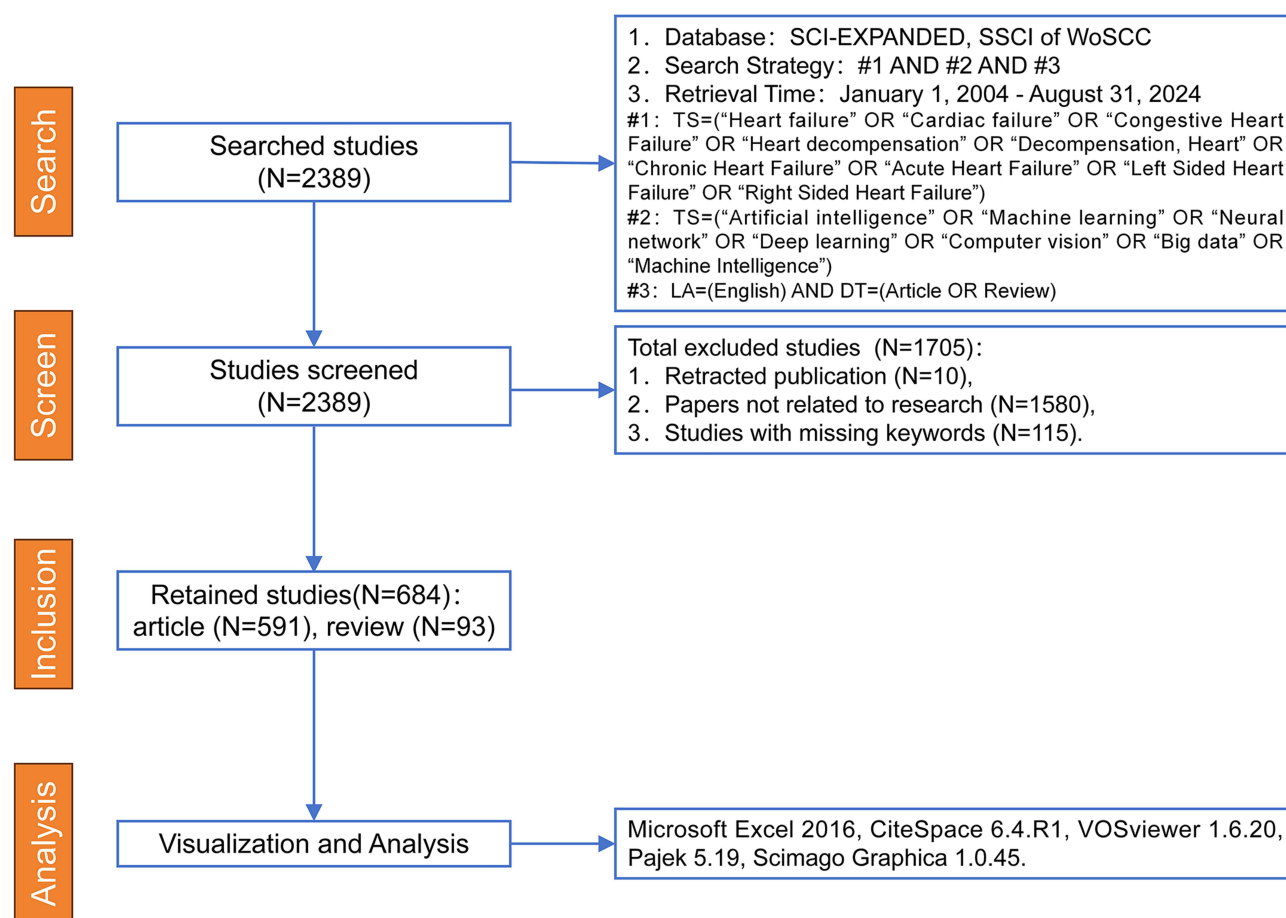 Search
Searched studies
(N=2389)
1. Database: SCI-EXPANDED, SSCI of WoSCC
2. Search Strategy: #1 AND #2 AND #3
3. Retrieval Time: January 1, 2004 - August 31, 2024
#1: TS=(“Heart failure” OR “Cardiac failure” OR “Congestive Heart
Failure” OR “Heart decompensation” OR “Decompensation, Heart” OR
“Chronic Heart Failure” OR “Acute Heart Failure” OR “Left Sided Heart
Failure” OR “Right Sided Heart Failure”)
#2: TS=(“Artificial intelligence” OR “Machine learning” OR “Neural
network” OR “Deep learning” OR “Computer vision” OR “Big data” OR
“Machine Intelligence”)
#3: LA=(English) AND DT=(Article OR Review)
Screen
Studies screened
(N=2389)
Total excluded studies (N=1705):
1. Retracted publication (N=10),
2. Papers not related to research (N=1580),
3. Studies with missing keywords (N=115).
Inclusion
Retained studies(N=684):
article (N=591), review (N=93)
Analysis
Visualization and Analysis
Microsoft Excel 2016, CiteSpace 6.4.R1, VOSviewer 1.6.20,
Pajek 5.19, Scimago Graphica 1.0.45.